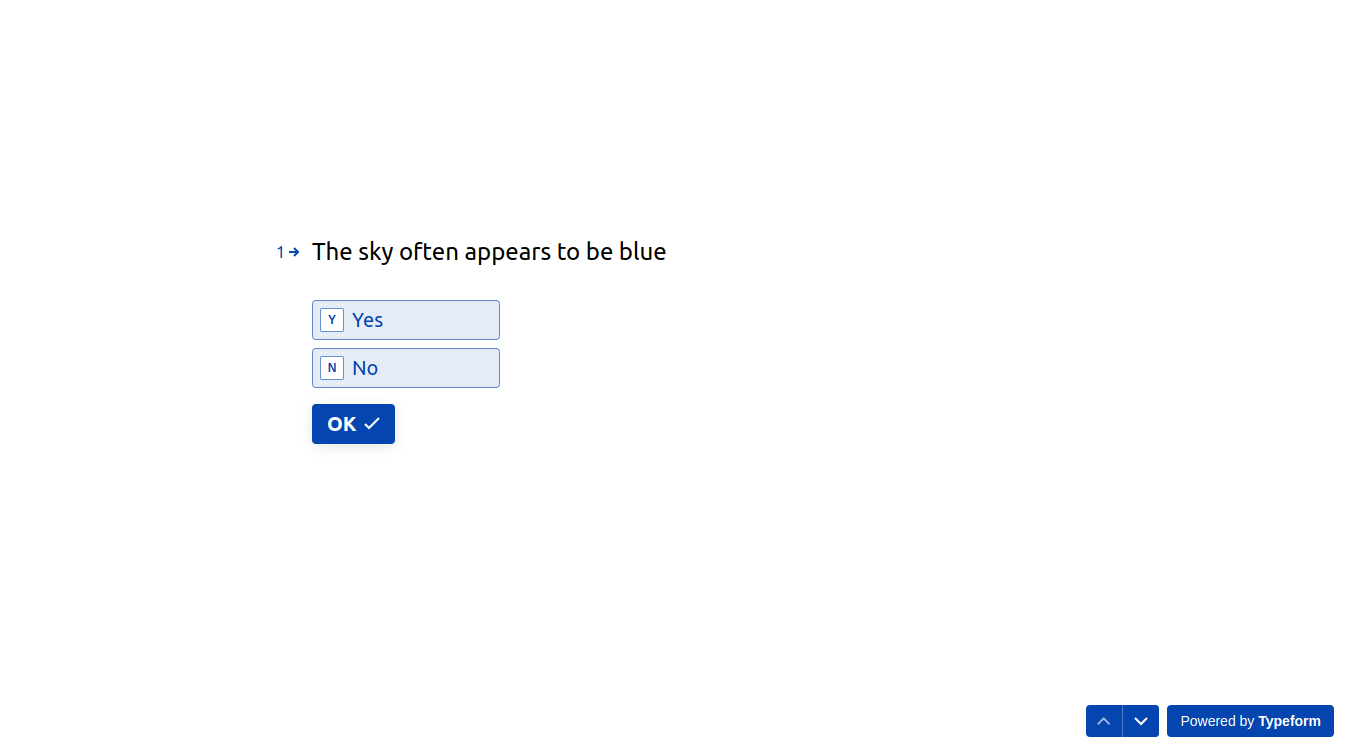 1 The sky often appears to be blue
Y Yes
N No
OK
Powered by Typeform